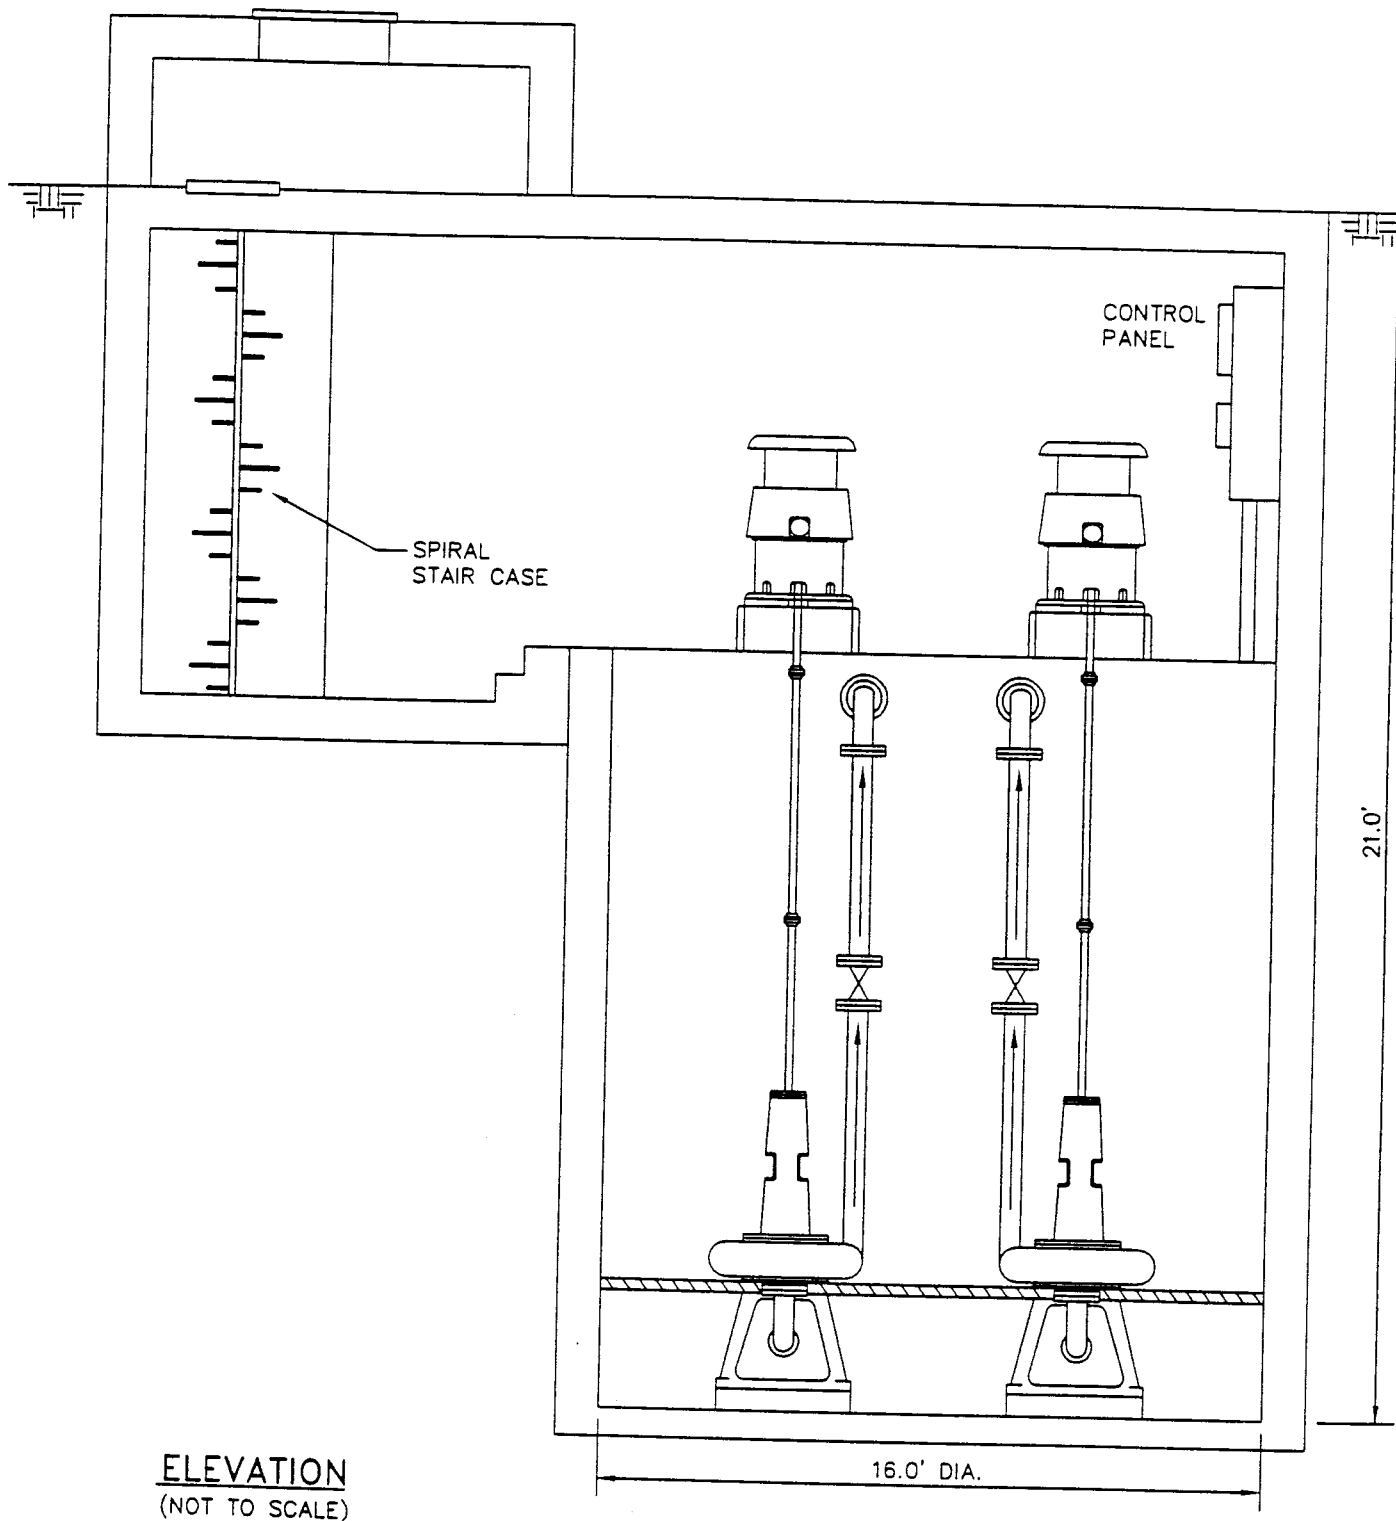 CONTROL
PANEL
SPIRAL
STAIR CASE
21.0'
16.0' DIA.
ELEVATION
(NOT TO SCALE)